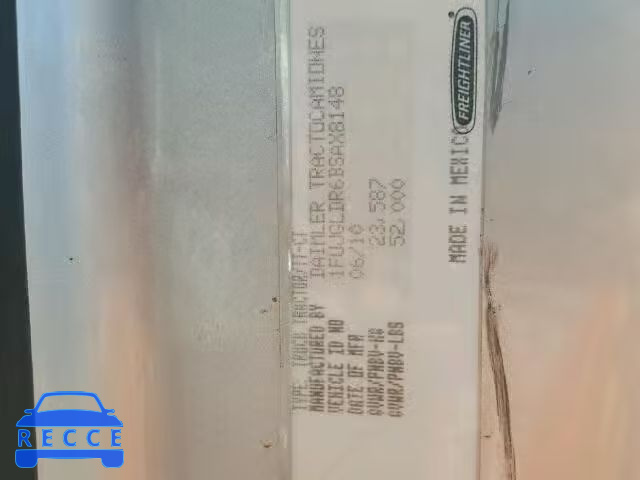 TYPE: TRUCK TRACTOR/TT-CT
MANUFACTURED BY DAIMLER TRACTOCAMIONES
VEHICLE ID NO 1FUJGLDR6BSAX8148
DATE OF MFR 06/10
GVWR/PNBV-KG 23,587
GVWR/PNBV-LBS 52,000
MADE IN MEXICO
FREIGHTLINER
RECCE